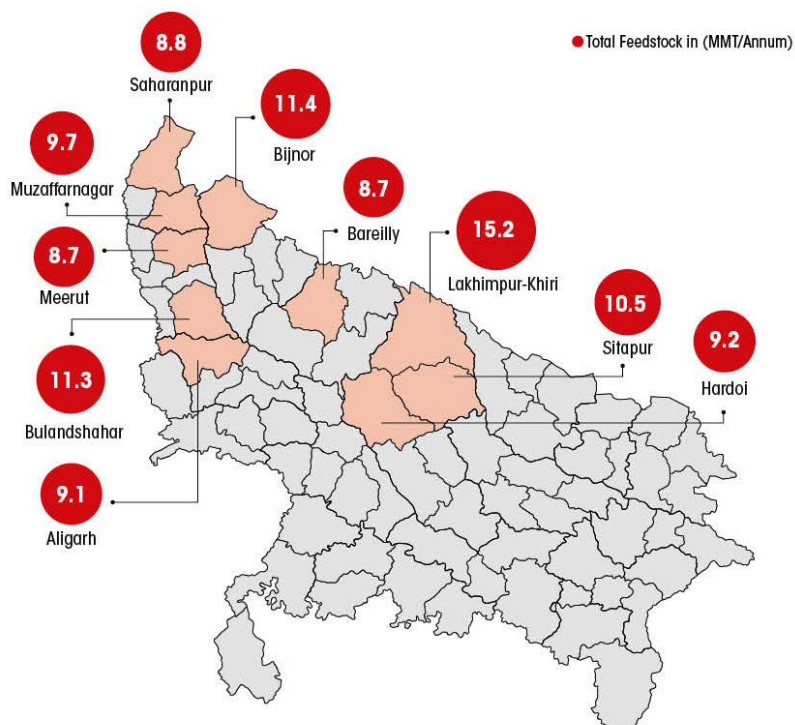 8.8
Saharanpur
Total Feedstock in (MMT/Annum)
9.7
Muzaffarnagar
11.4
Bijnor
8.7
Bareilly
8.7
Meerut
15.2
Lakhimpur-Khiri
10.5
Sitapur
9.2
Hardoi
11.3
Bulandshahar
9.1
Aligarh